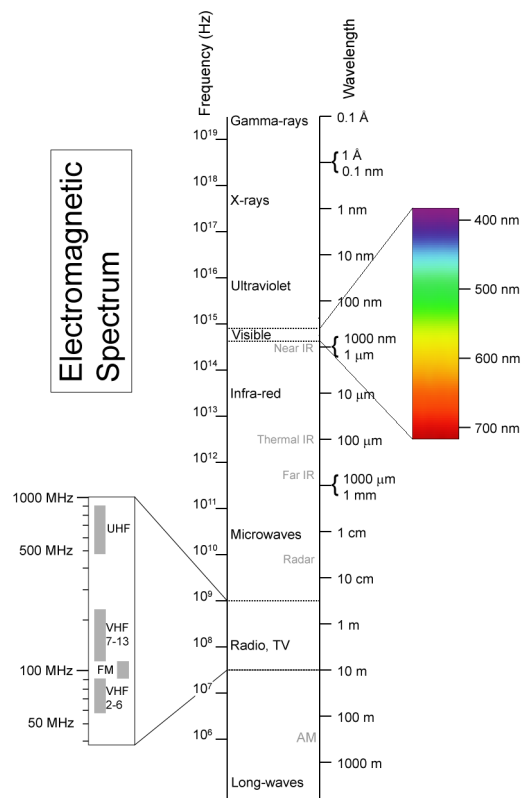 Electromagnetic
Spectrum
Frequency (Hz)
Wavelength
10¹⁹
10¹⁸
10¹⁷
10¹⁶
10¹⁵
10¹⁴
10¹³
10¹²
10¹¹
10¹⁰
10⁹
10⁸
10⁷
10⁶
Gamma-rays
X-rays
Ultraviolet
Visible
Near IR
Infra-red
Thermal IR
Far IR
Microwaves
Radar
Radio, TV
AM
Long-waves
0.1 Å
1 Å
0.1 nm
1 nm
10 nm
100 nm
1000 nm
1 μm
10 μm
100 μm
1000 μm
1 mm
1 cm
10 cm
1 m
10 m
100 m
1000 m
400 nm
500 nm
600 nm
700 nm
1000 MHz
500 MHz
100 MHz
50 MHz
UHF
VHF
7-13
FM
VHF
2-6